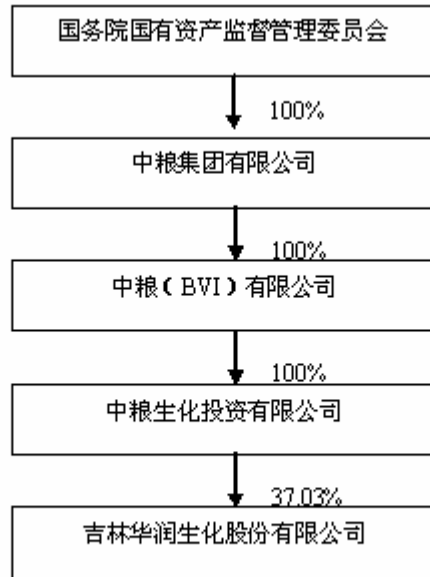 国务院国有资产监督管理委员会
100%
中粮集团有限公司
100%
中粮（BVI）有限公司
100%
中粮生化投资有限公司
37.03%
吉林华润生化股份有限公司